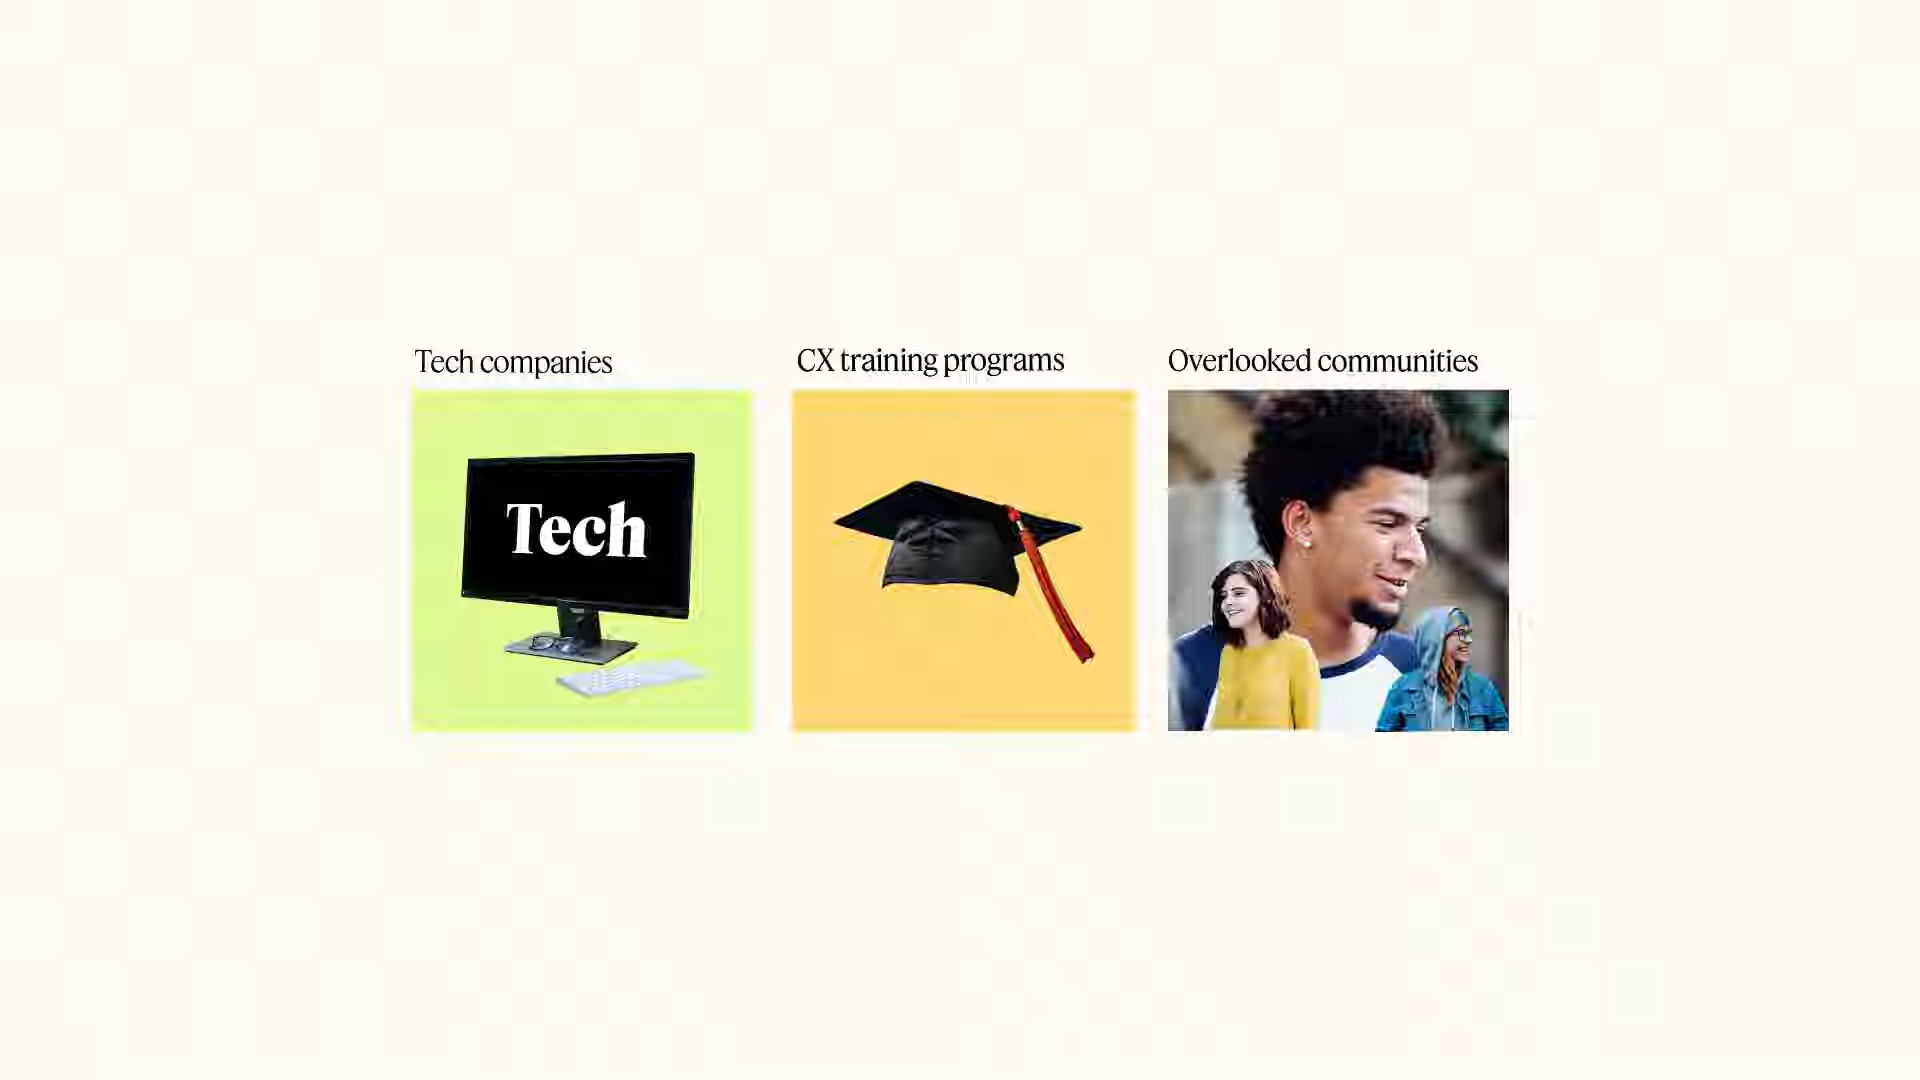 Tech companies
CX training programs
Overlooked communities
Tech